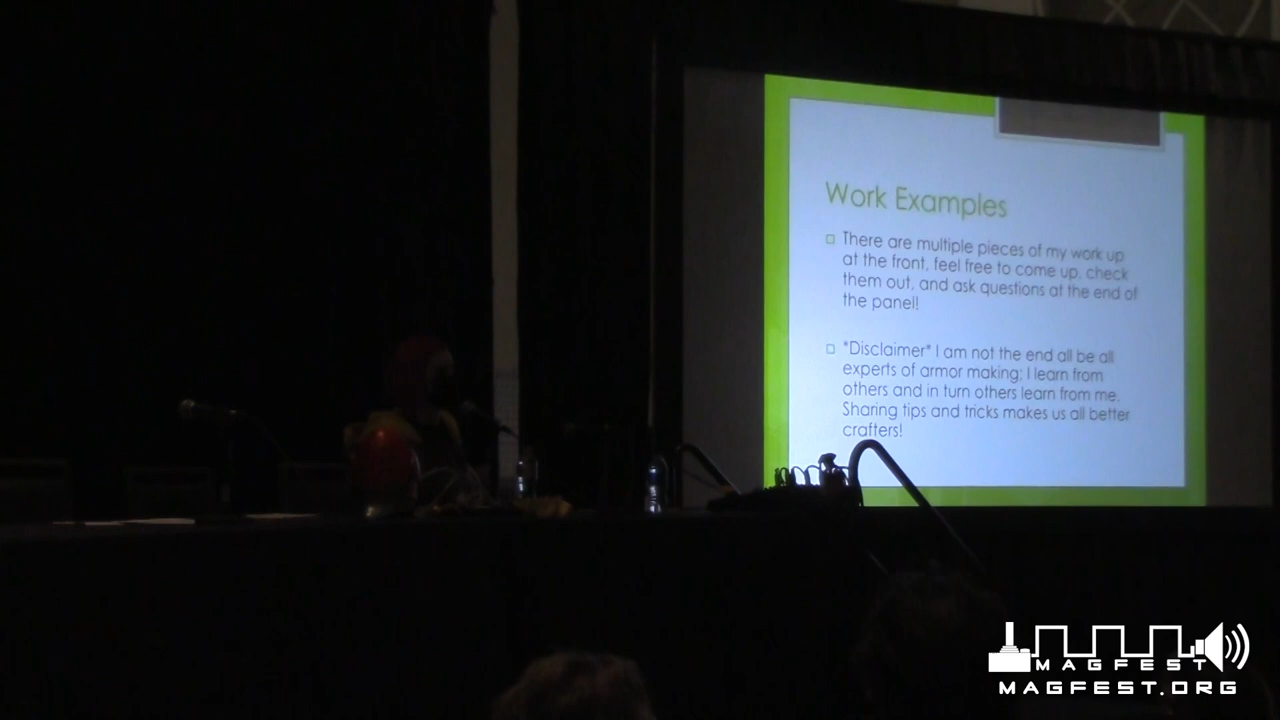 Work Examples
There are multiple pieces of my work up
at the front, feel free to come up, check
them out, and ask questions at the end of
the panel!
*Disclaimer* I am not the end all be all
experts of armor making; I learn from
others and in turn others learn from me.
Sharing tips and tricks makes us all better
crafters!
MAGFEST
MAGFEST.ORG